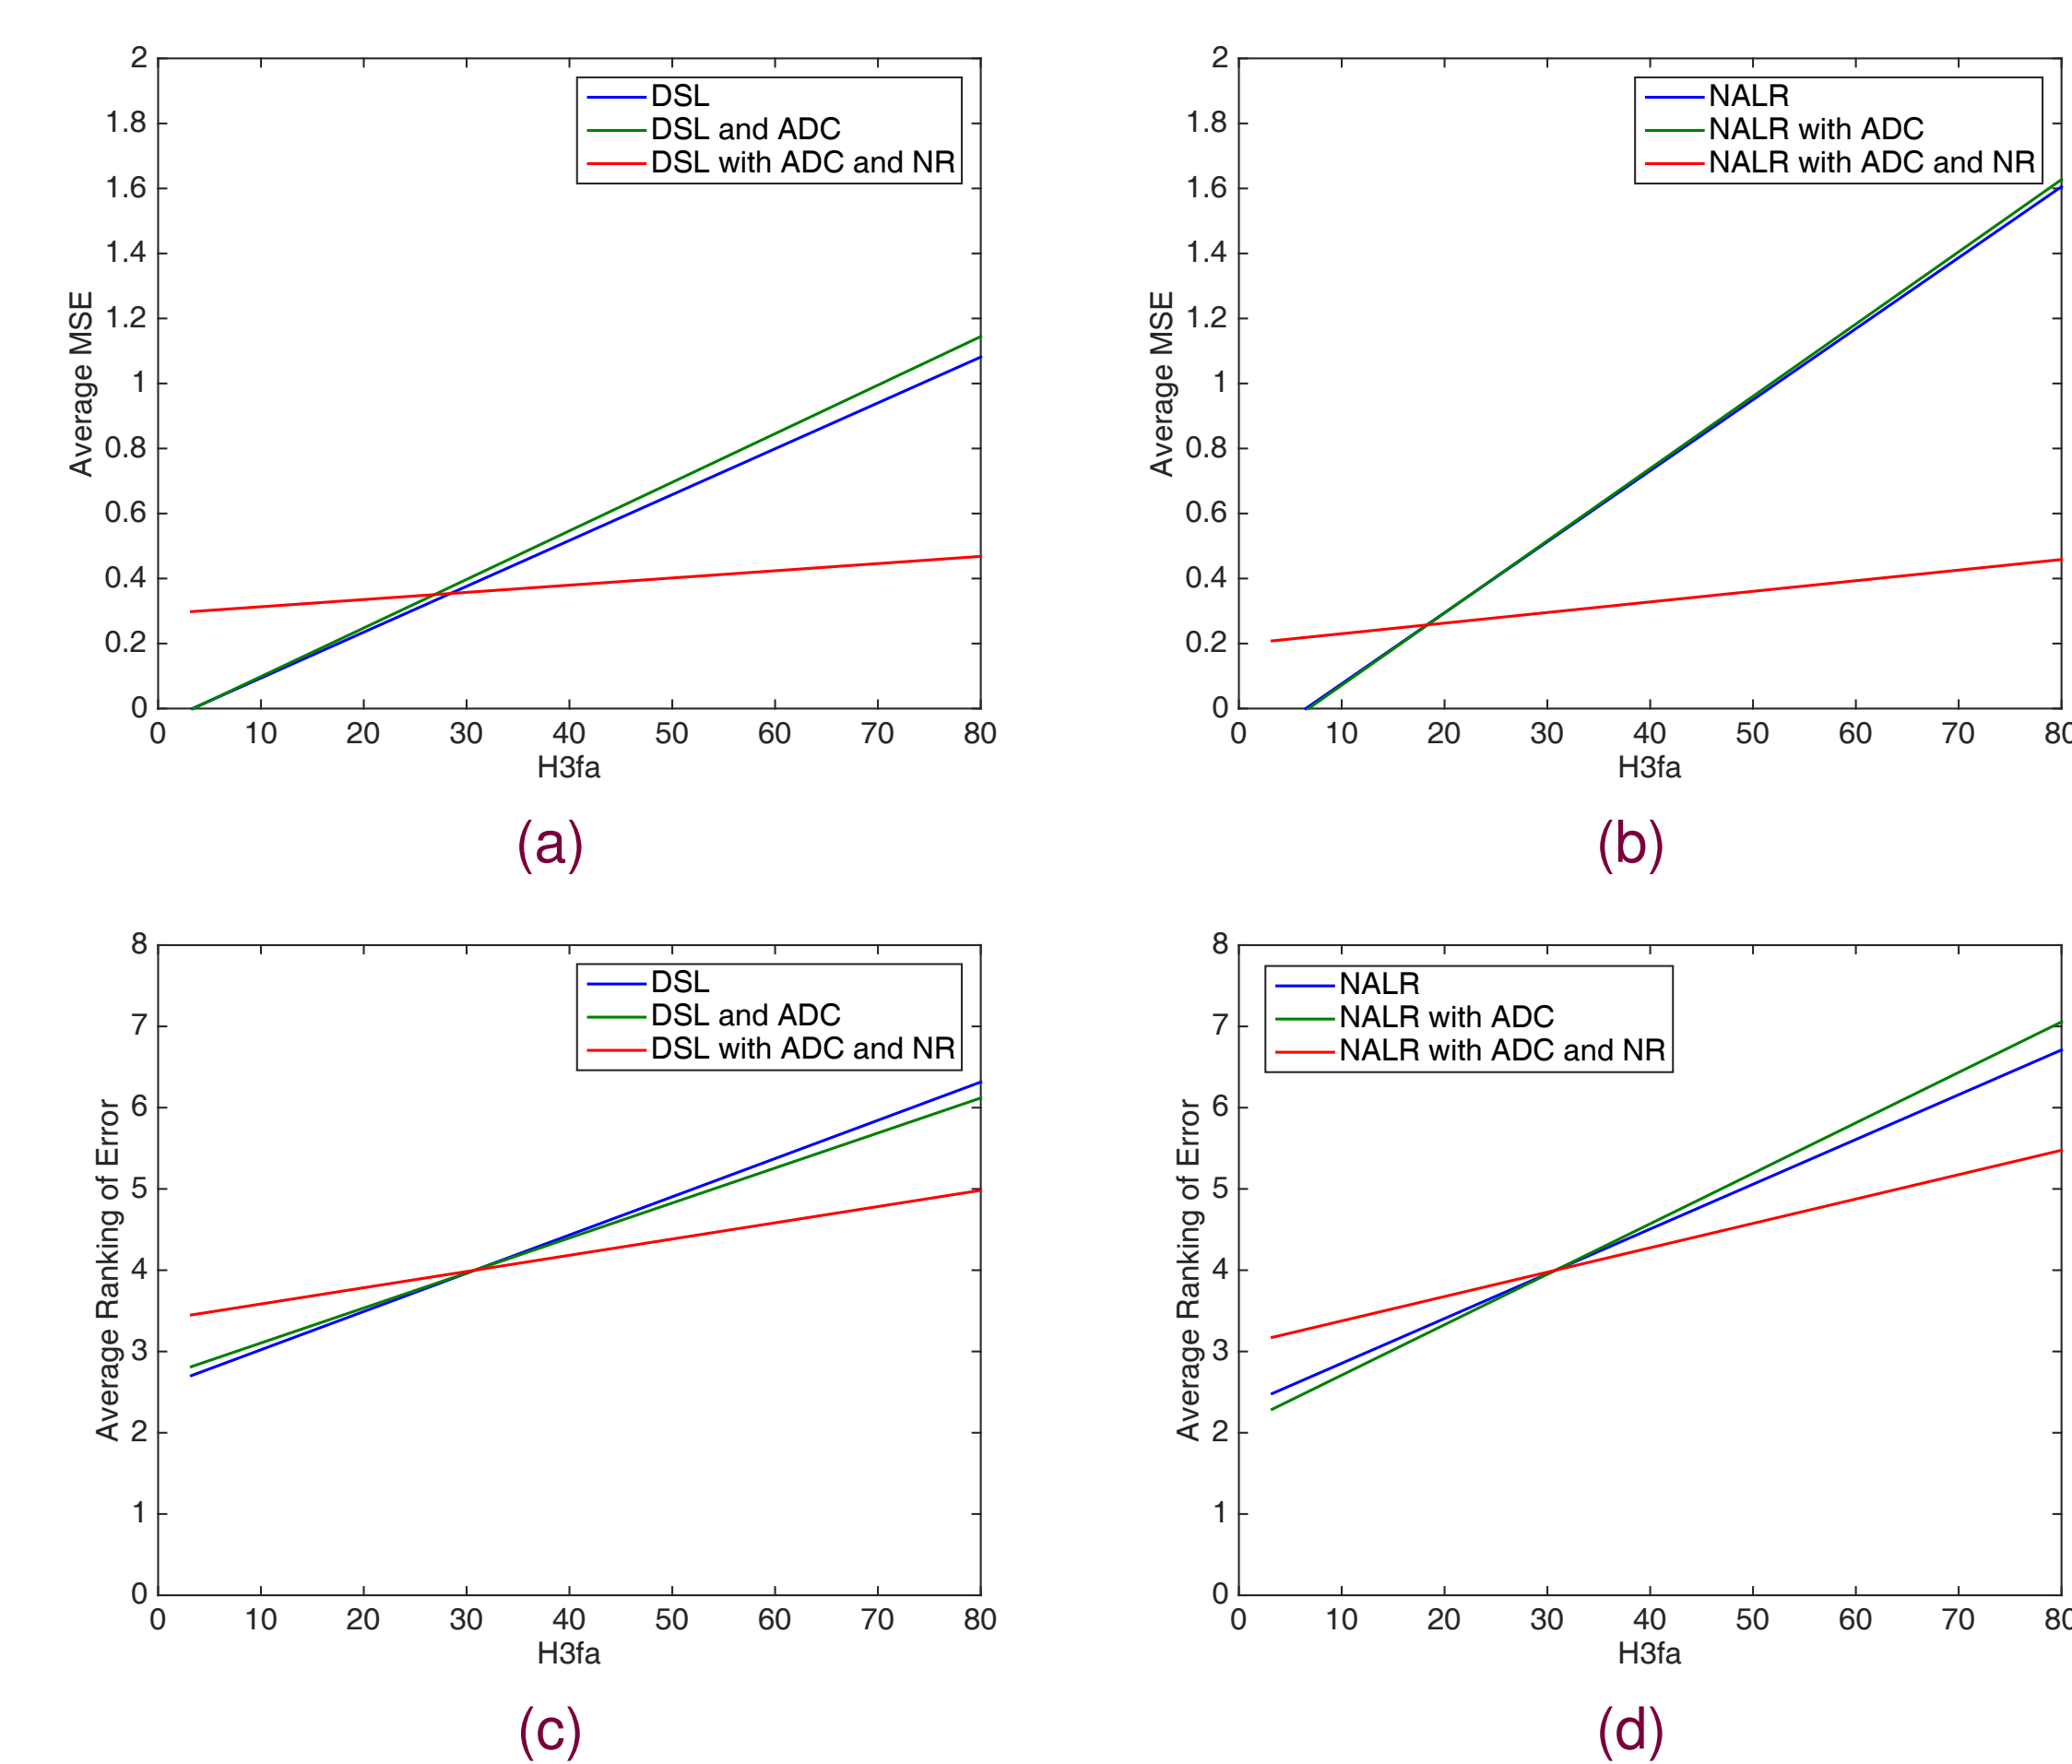 2
1.8
1.6
1.4
1.2
1
0.8
0.6
0.4
0.2
0
Average MSE
DSL
DSL and ADC
DSL with ADC and NR
0 10 20 30 40 50 60 70 80
H3fa
(a)
2
1.8
1.6
1.4
1.2
1
0.8
0.6
0.4
0.2
0
Average MSE
NALR
NALR with ADC
NALR with ADC and NR
0 10 20 30 40 50 60 70 80
H3fa
(b)
8
7
6
5
4
3
2
1
0
Average Ranking of Error
DSL
DSL and ADC
DSL with ADC and NR
0 10 20 30 40 50 60 70 80
H3fa
(c)
8
7
6
5
4
3
2
1
0
Average Ranking of Error
NALR
NALR with ADC
NALR with ADC and NR
0 10 20 30 40 50 60 70 80
H3fa
(d)